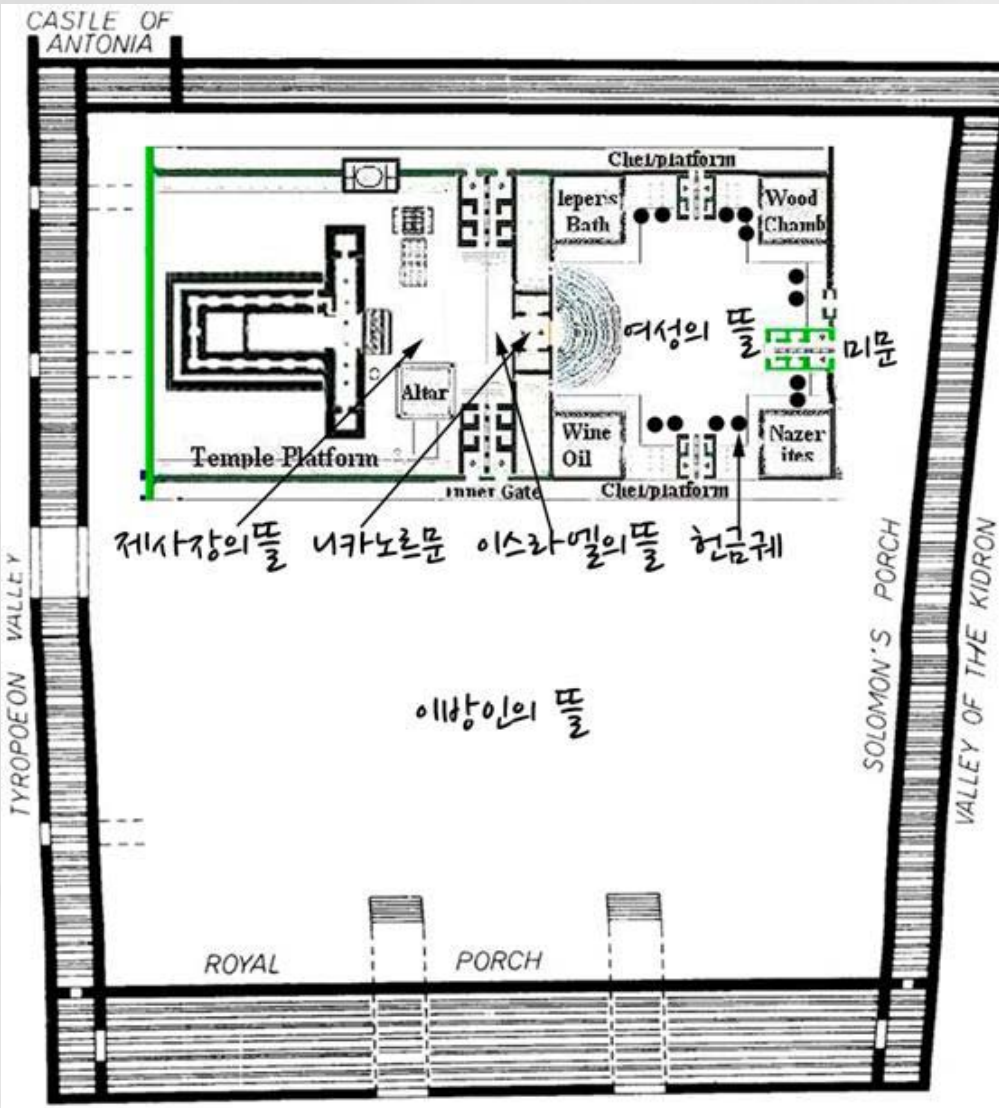 CASTLE OF
ANTONIA
Chel/platform
leper's
Bath
Wood
Chamb
여성의 뜰
미문
Altar
Wine
Oil
Nazer
ites
Temple Platform
Inner Gate
Chel/platform
제사장의뜰
니카노르문
이스라엘의뜰
헌금궤
TYROPOEON VALLEY
SOLOMON'S PORCH
VALLEY OF THE KIDRON
이방인의 뜰
ROYAL PORCH